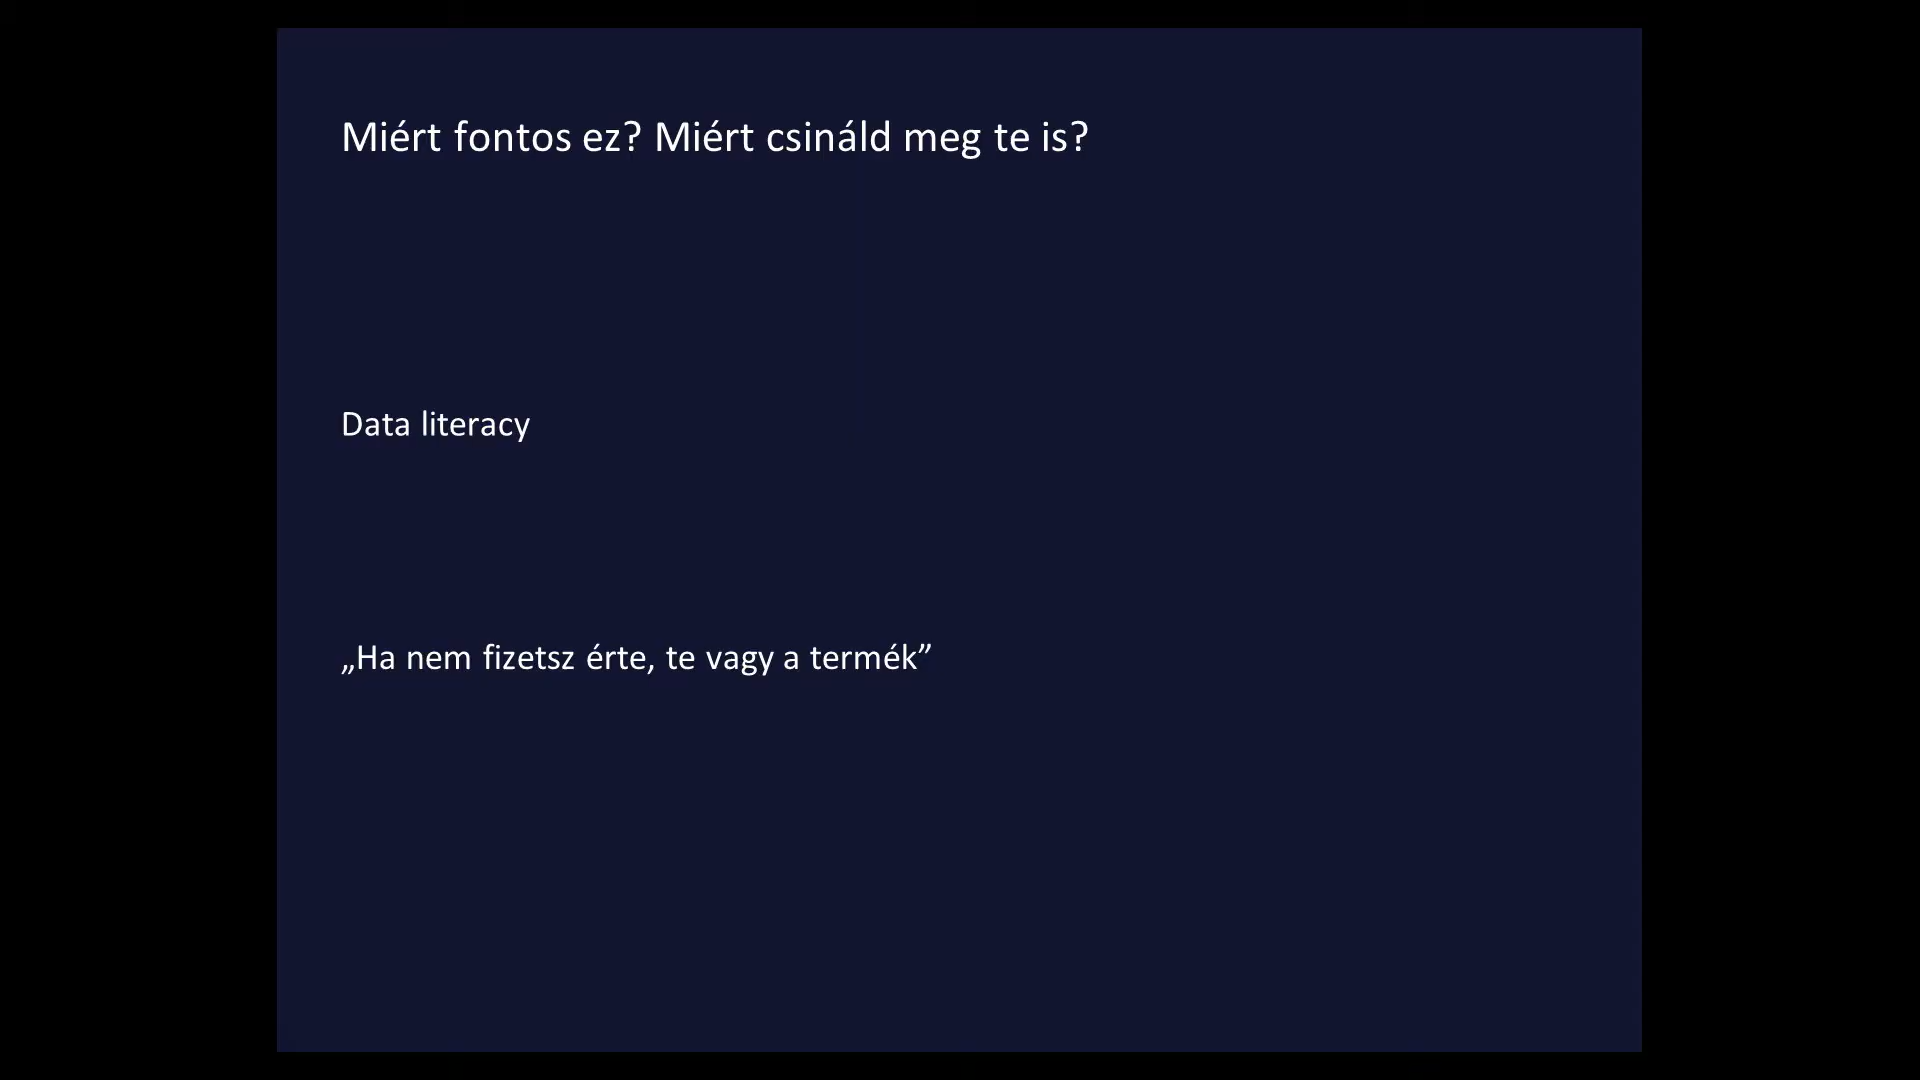 Miért fontos ez? Miért csináld meg te is?
Data literacy
„Ha nem fizetsz érte, te vagy a termék”